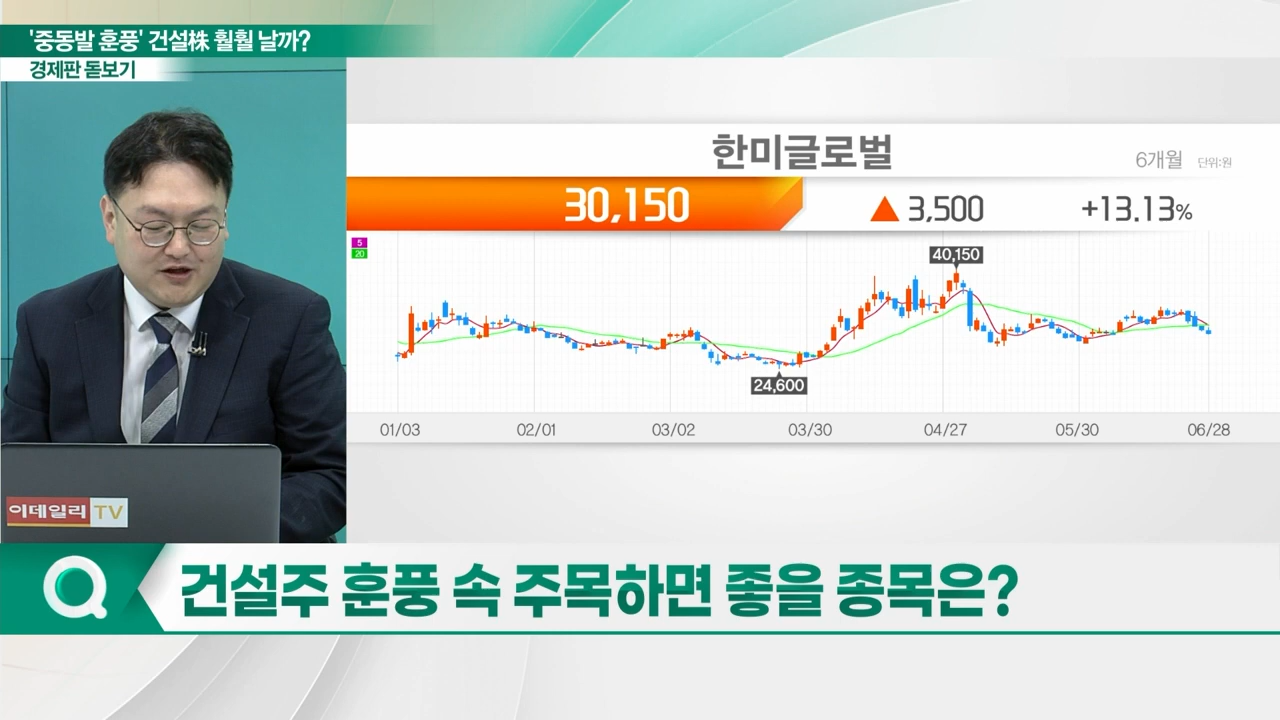 '중동발 훈풍' 건설株 훨훨 날까?
경제판 돋보기
한미글로벌
6개월 단위:원
30,150 ▲ 3,500 +13.13%
5
20
40,150
24,600
01/03 02/01 03/02 03/30 04/27 05/30 06/28
이데일리 TV
건설주 훈풍 속 주목하면 좋을 종목은?